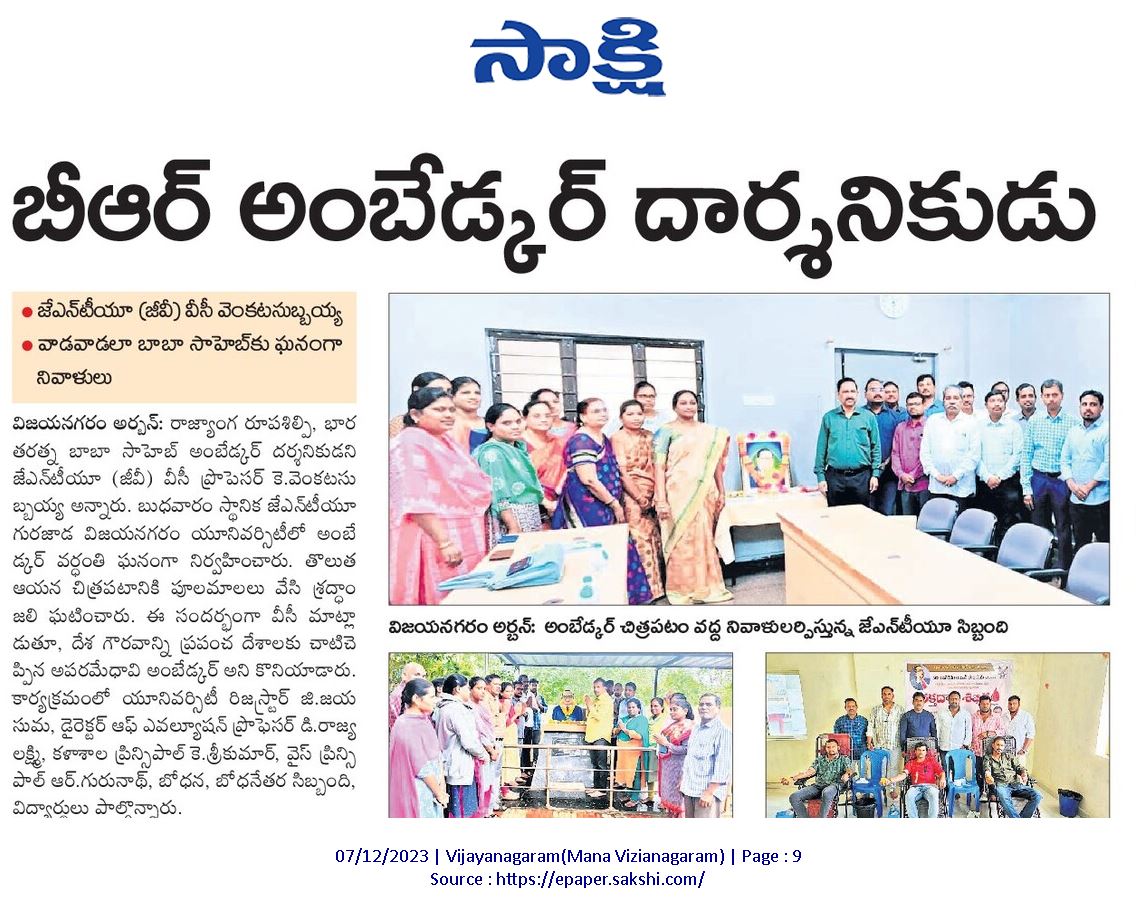 సాక్షి
బీఆర్ అంబేడ్కర్ దార్శనికుడు
● జేఎన్‌టీయూ (జీవీ) వీసీ వెంకటసుబ్బయ్య
● వాడవాడలా బాబా సాహెబ్‌కు ఘనంగా
నివాళులు
విజయనగరం అర్బన్: రాజ్యాంగ రూపశిల్పి, భార
తరత్న బాబా సాహెబ్ అంబేడ్కర్ దర్శనికుడని
జేఎన్‌టీయూ (జీవీ) వీసీ ప్రొపెసర్ కె.వెంకటసు
బ్బయ్య అన్నారు. బుధవారం స్థానిక జేఎన్‌టీయూ
గురజాడ విజయనగరం యూనివర్సిటీలో అంబే
డ్కర్ వర్ధంతి ఘనంగా నిర్వహించారు. తొలుత
ఆయన చిత్రపటానికి పూలమాలలు వేసి శ్రద్ధాం
జలి ఘటించారు. ఈ సందర్భంగా వీసీ మాట్లా
డుతూ, దేశ గౌరవాన్ని ప్రపంచ దేశాలకు చాటిచె
ప్పిన అపరమేధావి అంబేడ్కర్ అని కొనియాడారు.
కార్యక్రమంలో యూనివర్సిటీ రిజిస్ట్రార్ జి.జయ
సుమ, డైరెక్టర్ ఆఫ్ ఎవల్యూషన్ ప్రొఫెసర్ డి.రాజ్య
లక్ష్మి, కళాశాల ప్రిన్సిపాల్ కె.శ్రీకుమార్, వైస్ ప్రిన్సి
పాల్ ఆర్.గురునాథ్, బోధన, బోధనేతర సిబ్బంది,
విద్యార్థులు పాల్గొన్నారు.
విజయనగరం అర్బన్: అంబేడ్కర్ చిత్రపటం వద్ద నివాళులర్పిస్తున్న జేఎన్‌టీయూ సిబ్బంది
07/12/2023 | Vijayanagaram(Mana Vizianagaram) | Page : 9
Source : https://epaper.sakshi.com/